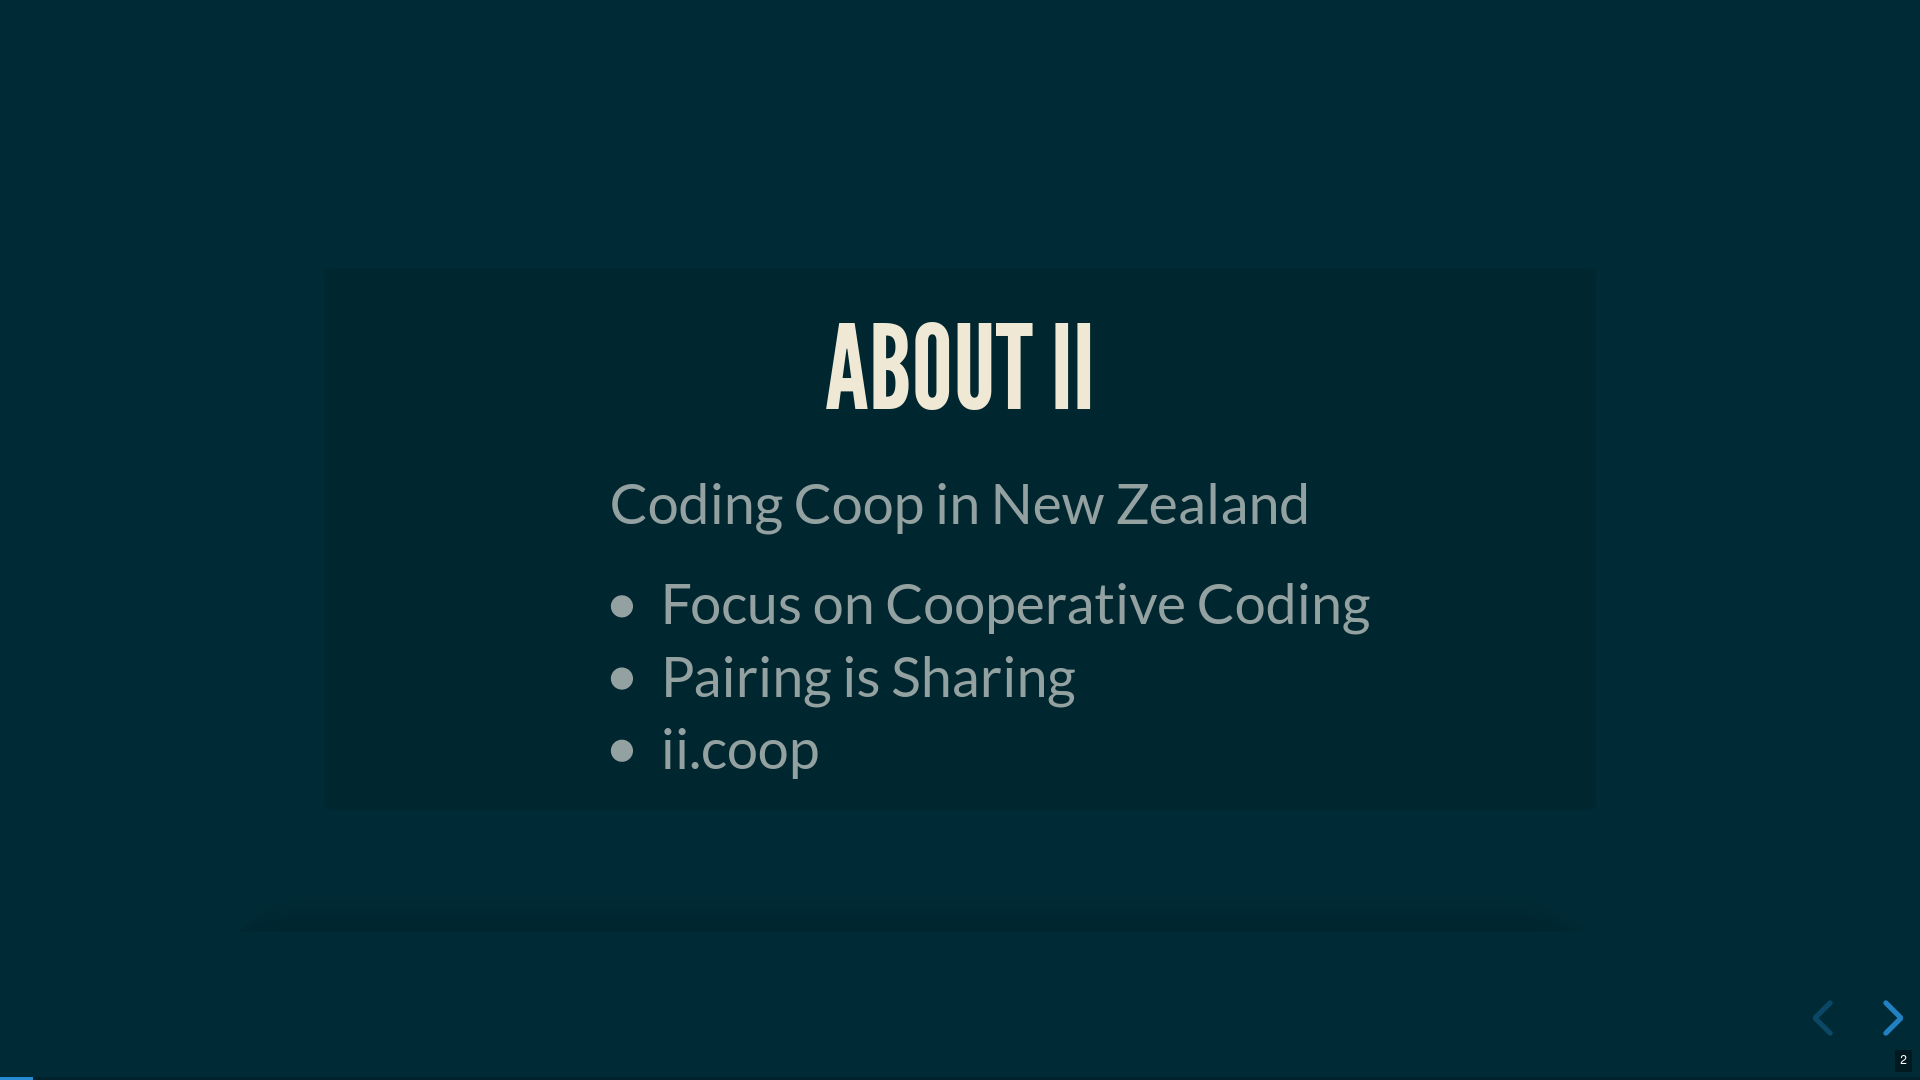 ABOUT II
Coding Coop in New Zealand
● Focus on Cooperative Coding
● Pairing is Sharing
● ii.coop
2